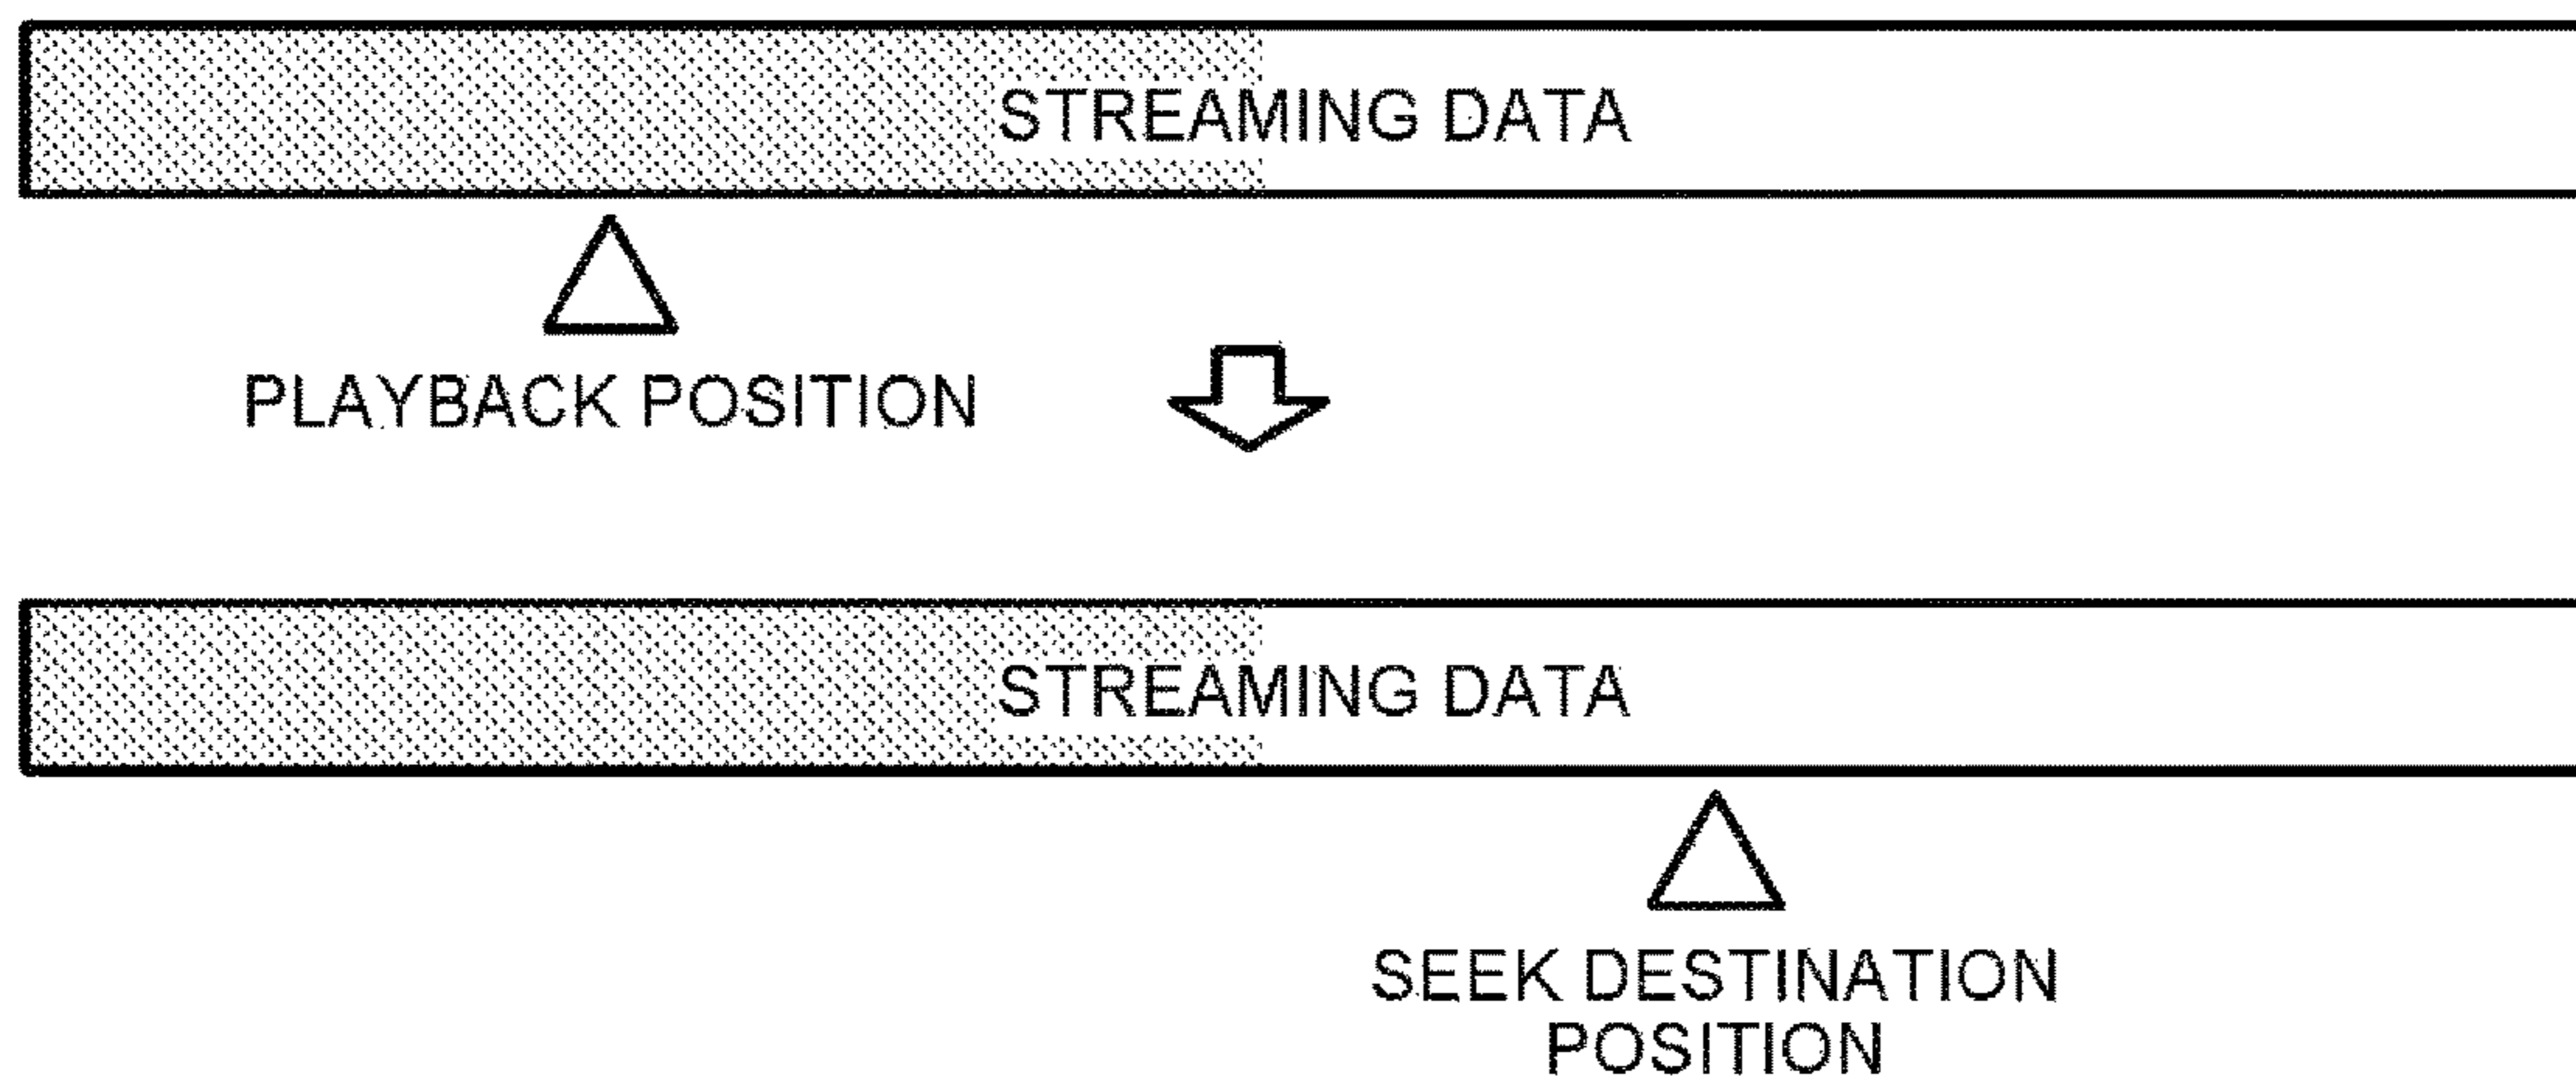 STREAMING DATA
PLAYBACK POSITION
STREAMING DATA
SEEK DESTINATION
POSITION